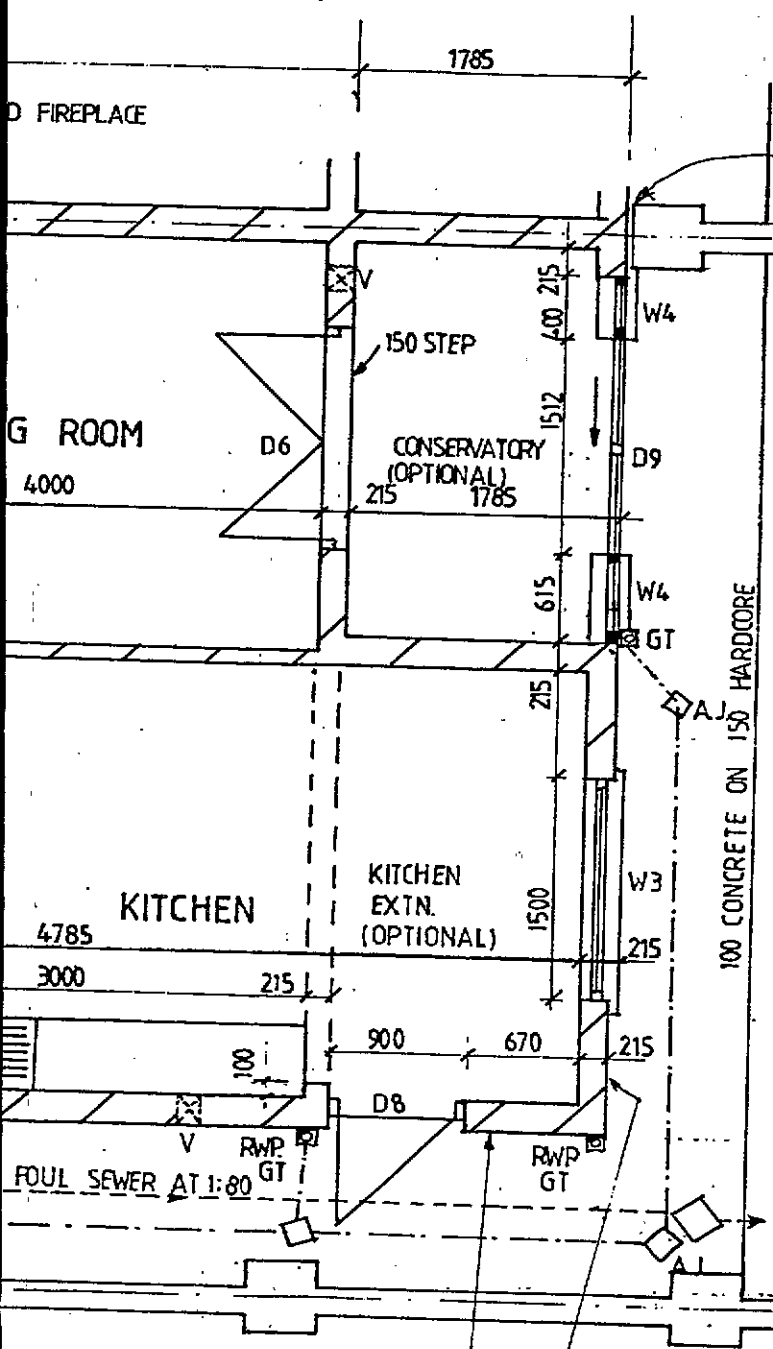 1785
D FIREPLACE
V
215
W4
400
150 STEP
1512
G ROOM
D6
CONSERVATORY
(OPTIONAL)
D9
4000
215
1785
615
W4
GT
215
A.J.
100 CONCRETE ON 150 HARDCORE
KITCHEN
KITCHEN
EXTN.
(OPTIONAL)
1500
W3
4785
215
3000
215
900
670
215
100
D8
V
RWP.
GT
RWP
GT
FOUL SEWER AT 1:80
A J